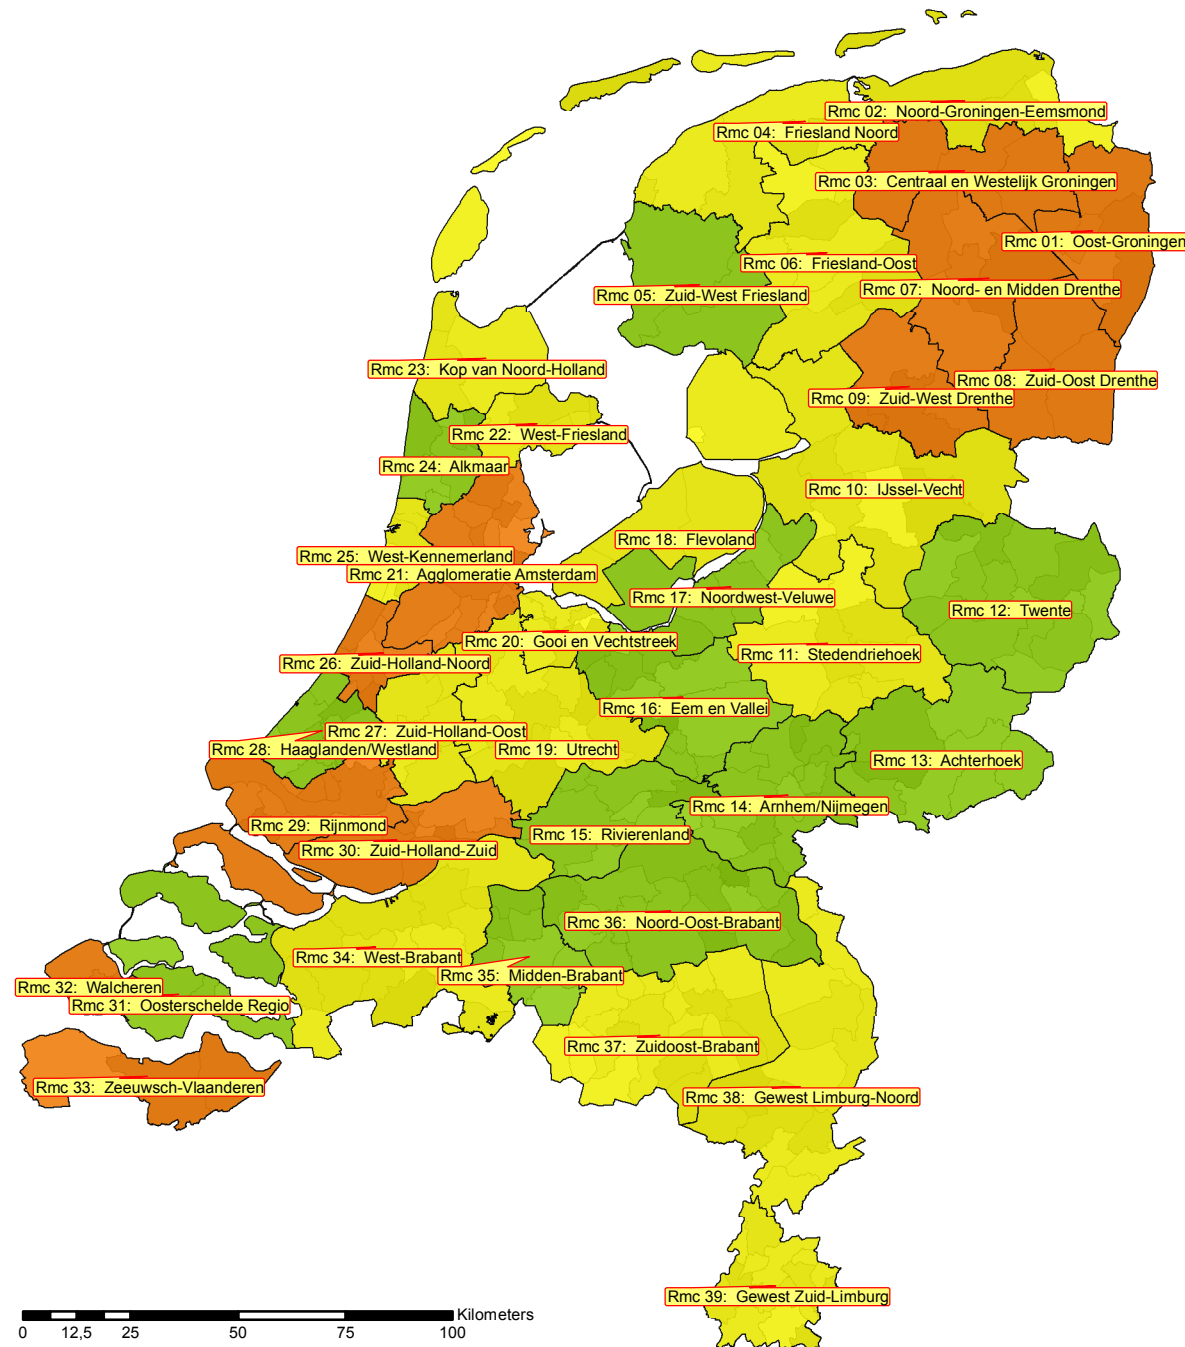 Rmc 02: Noord-Groningen-Eemsmond
Rmc 04: Friesland Noord
Rmc 03: Centraal en Westelijk Groningen
Rmc 01: Oost-Groningen
Rmc 06: Friesland-Oost
Rmc 07: Noord- en Midden Drenthe
Rmc 05: Zuid-West Friesland
Rmc 23: Kop van Noord-Holland
Rmc 08: Zuid-Oost Drenthe
Rmc 09: Zuid-West Drenthe
Rmc 22: West-Friesland
Rmc 24: Alkmaar
Rmc 10: IJssel-Vecht
Rmc 18: Flevoland
Rmc 25: West-Kennemerland
Rmc 21: Agglomeratie Amsterdam
Rmc 17: Noordwest-Veluwe
Rmc 12: Twente
Rmc 20: Gooi en Vechtstreek
Rmc 11: Stedendriehoek
Rmc 26: Zuid-Holland-Noord
Rmc 16: Eem en Vallei
Rmc 27: Zuid-Holland-Oost
Rmc 28: Haaglanden/Westland
Rmc 19: Utrecht
Rmc 13: Achterhoek
Rmc 14: Arnhem/Nijmegen
Rmc 29: Rijnmond
Rmc 15: Rivierenland
Rmc 30: Zuid-Holland-Zuid
Rmc 36: Noord-Oost-Brabant
Rmc 34: West-Brabant
Rmc 35: Midden-Brabant
Rmc 32: Walcheren
Rmc 31: Oosterschelde Regio
Rmc 37: Zuidoost-Brabant
Rmc 33: Zeeuwsch-Vlaanderen
Rmc 38: Gewest Limburg-Noord
Rmc 39: Gewest Zuid-Limburg
Kilometers
0 12,5 25 50 75 100